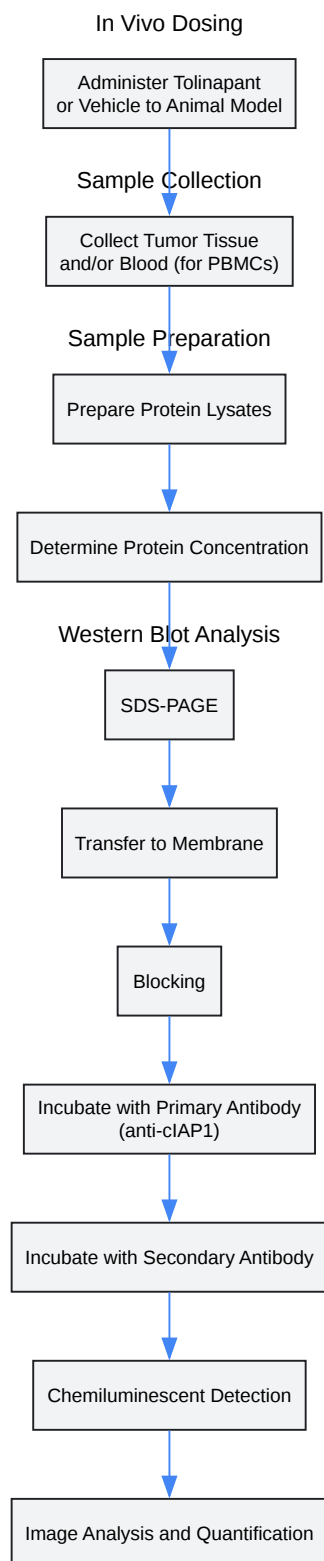 In Vivo Dosing
Administer Tolinapant
or Vehicle to Animal Model
Sample Collection
Collect Tumor Tissue
and/or Blood (for PBMCs)
Sample Preparation
Prepare Protein Lysates
Determine Protein Concentration
Western Blot Analysis
SDS-PAGE
Transfer to Membrane
Blocking
Incubate with Primary Antibody
(anti-cIAP1)
Incubate with Secondary Antibody
Chemiluminescent Detection
Image Analysis and Quantification